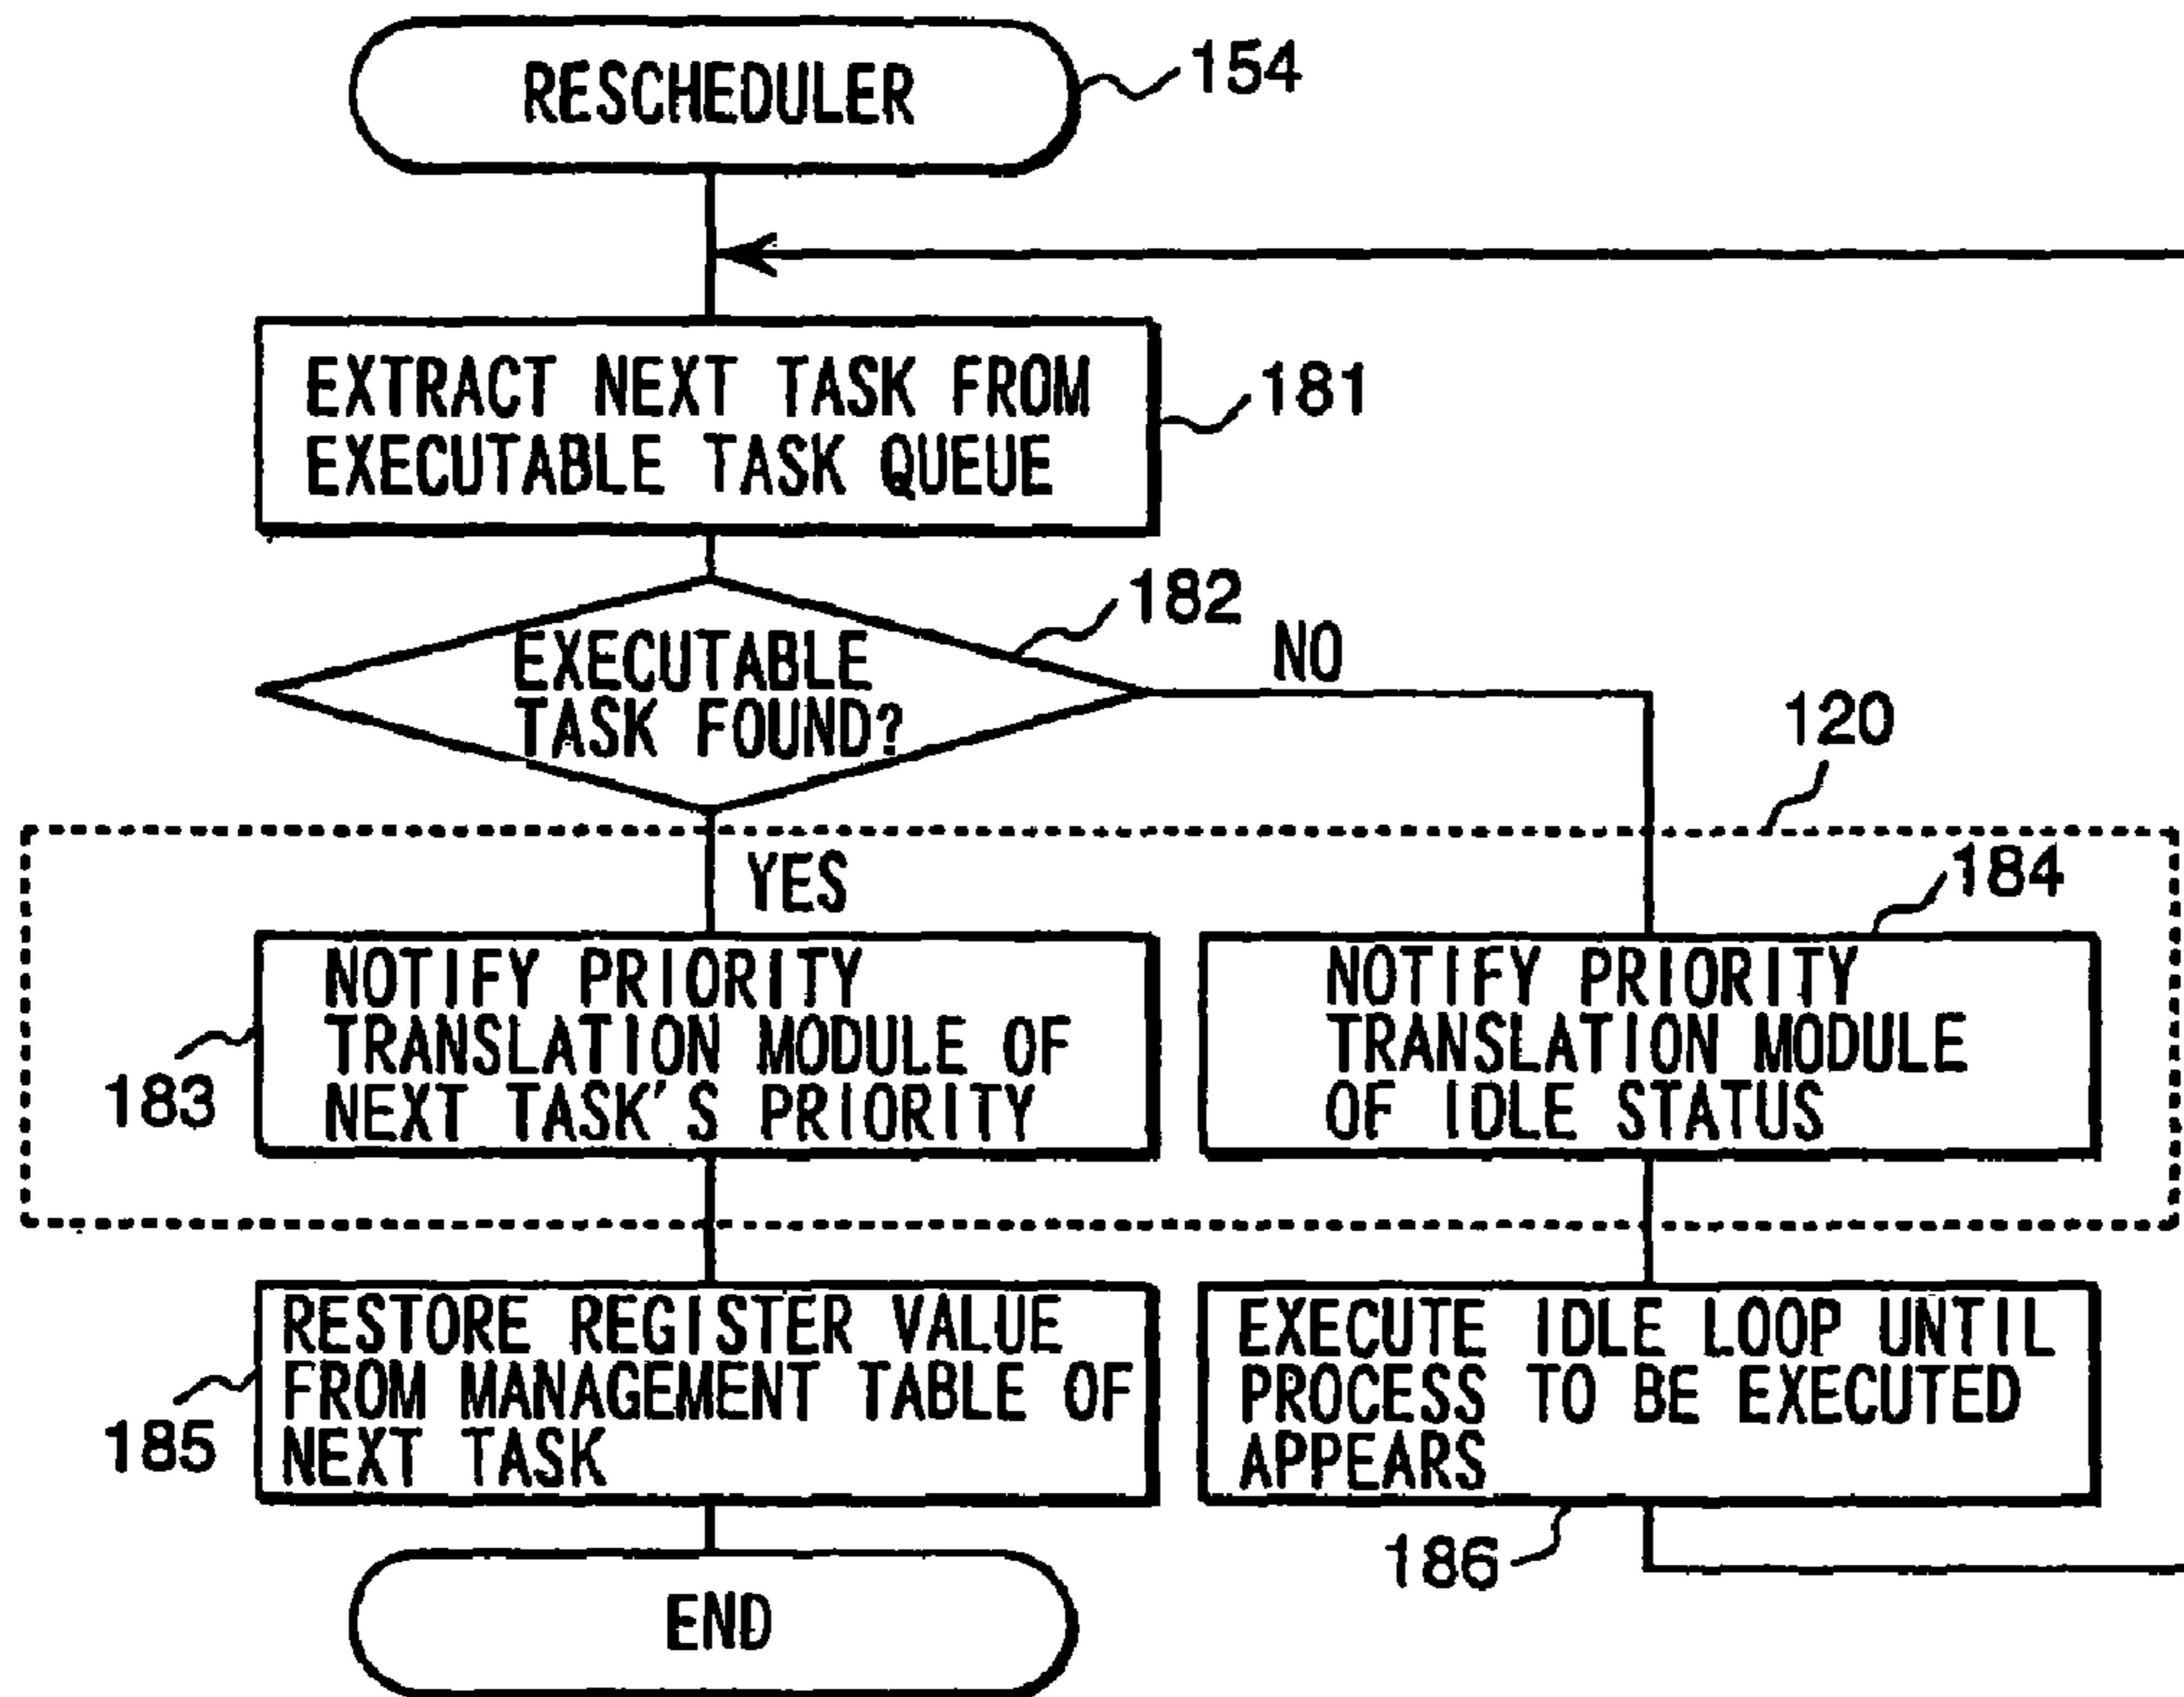 RESCHEDULER
154
EXTRACT NEXT TASK FROM
EXECUTABLE TASK QUEUE
181
182
EXECUTABLE
TASK FOUND?
NO
120
YES
184
NOTIFY PRIORITY
TRANSLATION MODULE OF
NEXT TASK'S PRIORITY
183
NOTIFY PRIORITY
TRANSLATION MODULE
OF IDLE STATUS
RESTORE REGISTER VALUE
FROM MANAGEMENT TABLE OF
NEXT TASK
185
EXECUTE IDLE LOOP UNTIL
PROCESS TO BE EXECUTED
APPEARS
186
END